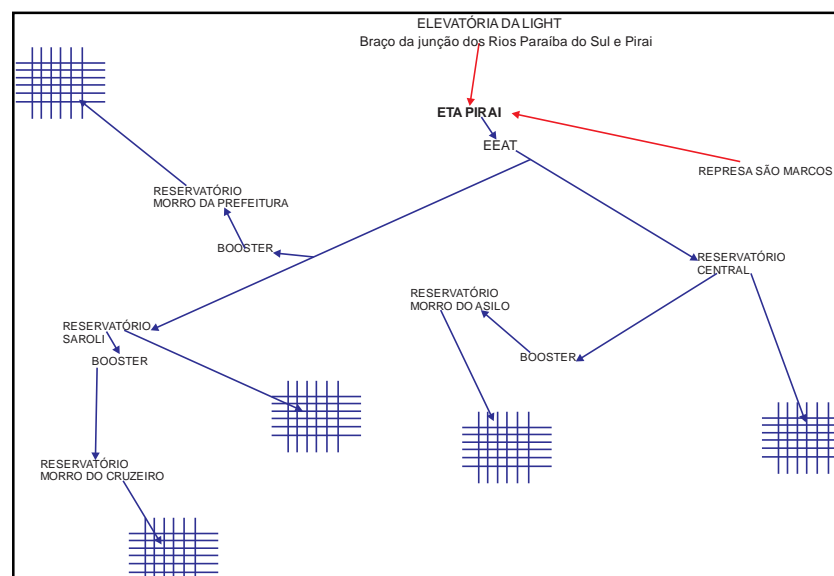 ELEVATÓRIA DA LIGHT
Braço da junção dos Rios Paraíba do Sul e Pirai
ETA PIRAI
EEAT
REPRESA SÃO MARCOS
RESERVATÓRIO
MORRO DA PREFEITURA
BOOSTER
RESERVATÓRIO
CENTRAL
RESERVATÓRIO
MORRO DO ASILO
RESERVATÓRIO
SAROLI
BOOSTER
BOOSTER
RESERVATÓRIO
MORRO DO CRUZEIRO